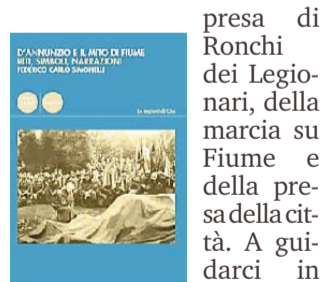 D'ANNUNZIO E IL MITO DI FIUME
RITI, SIMBOLI, NARRAZIONI
FEDERICO CARLO SIMONELLI
presa di
Ronchi
dei Legio-
nari, della
marcia su
Fiume e
della pre-
sa della cit-
tà. A gui-
darci in